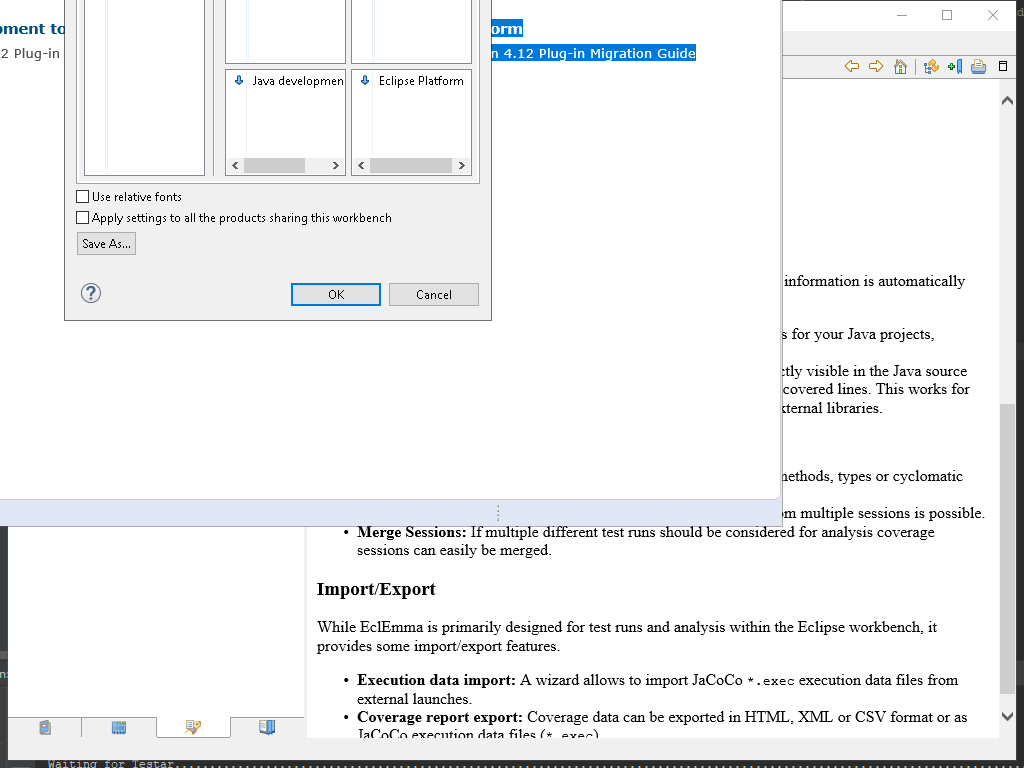 orm
2 Plug-in
n 4.12 Plug-in Migration Guide
Java developmen
Eclipse Platform
Use relative fonts
Apply settings to all the products sharing this workbench
Save As...
OK
Cancel
information is automatically
s for your Java projects,
ctly visible in the Java source
covered lines. This works for
xternal libraries.
methods, types or cyclomatic
om multiple sessions is possible.
• Merge Sessions: If multiple different test runs should be considered for analysis coverage
sessions can easily be merged.
Import/Export
While EclEmma is primarily designed for test runs and analysis within the Eclipse workbench, it
provides some import/export features.
• Execution data import: A wizard allows to import JaCoCo *.exec execution data files from
external launches.
• Coverage report export: Coverage data can be exported in HTML, XML or CSV format or as
JaCoCo execution data files (*.exec)
Waiting for Testar